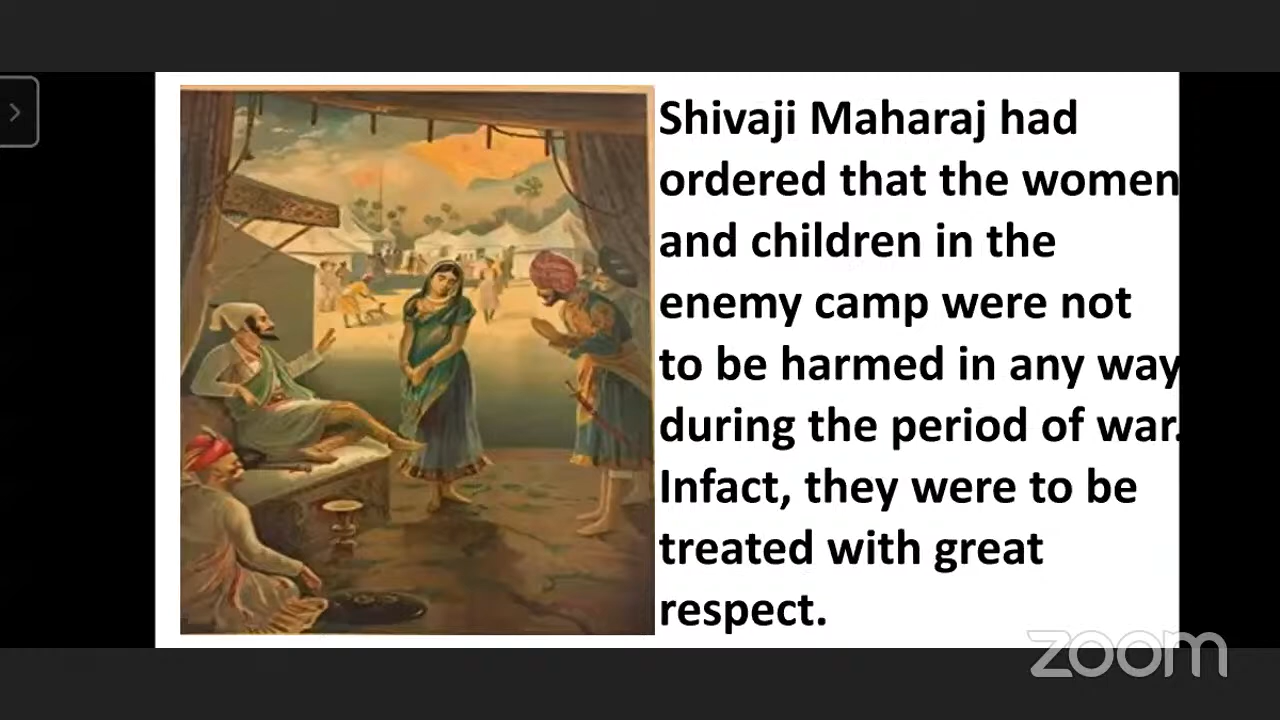 Shivaji Maharaj had
ordered that the women
and children in the
enemy camp were not
to be harmed in any way
during the period of war.
Infact, they were to be
treated with great
respect.
zoom